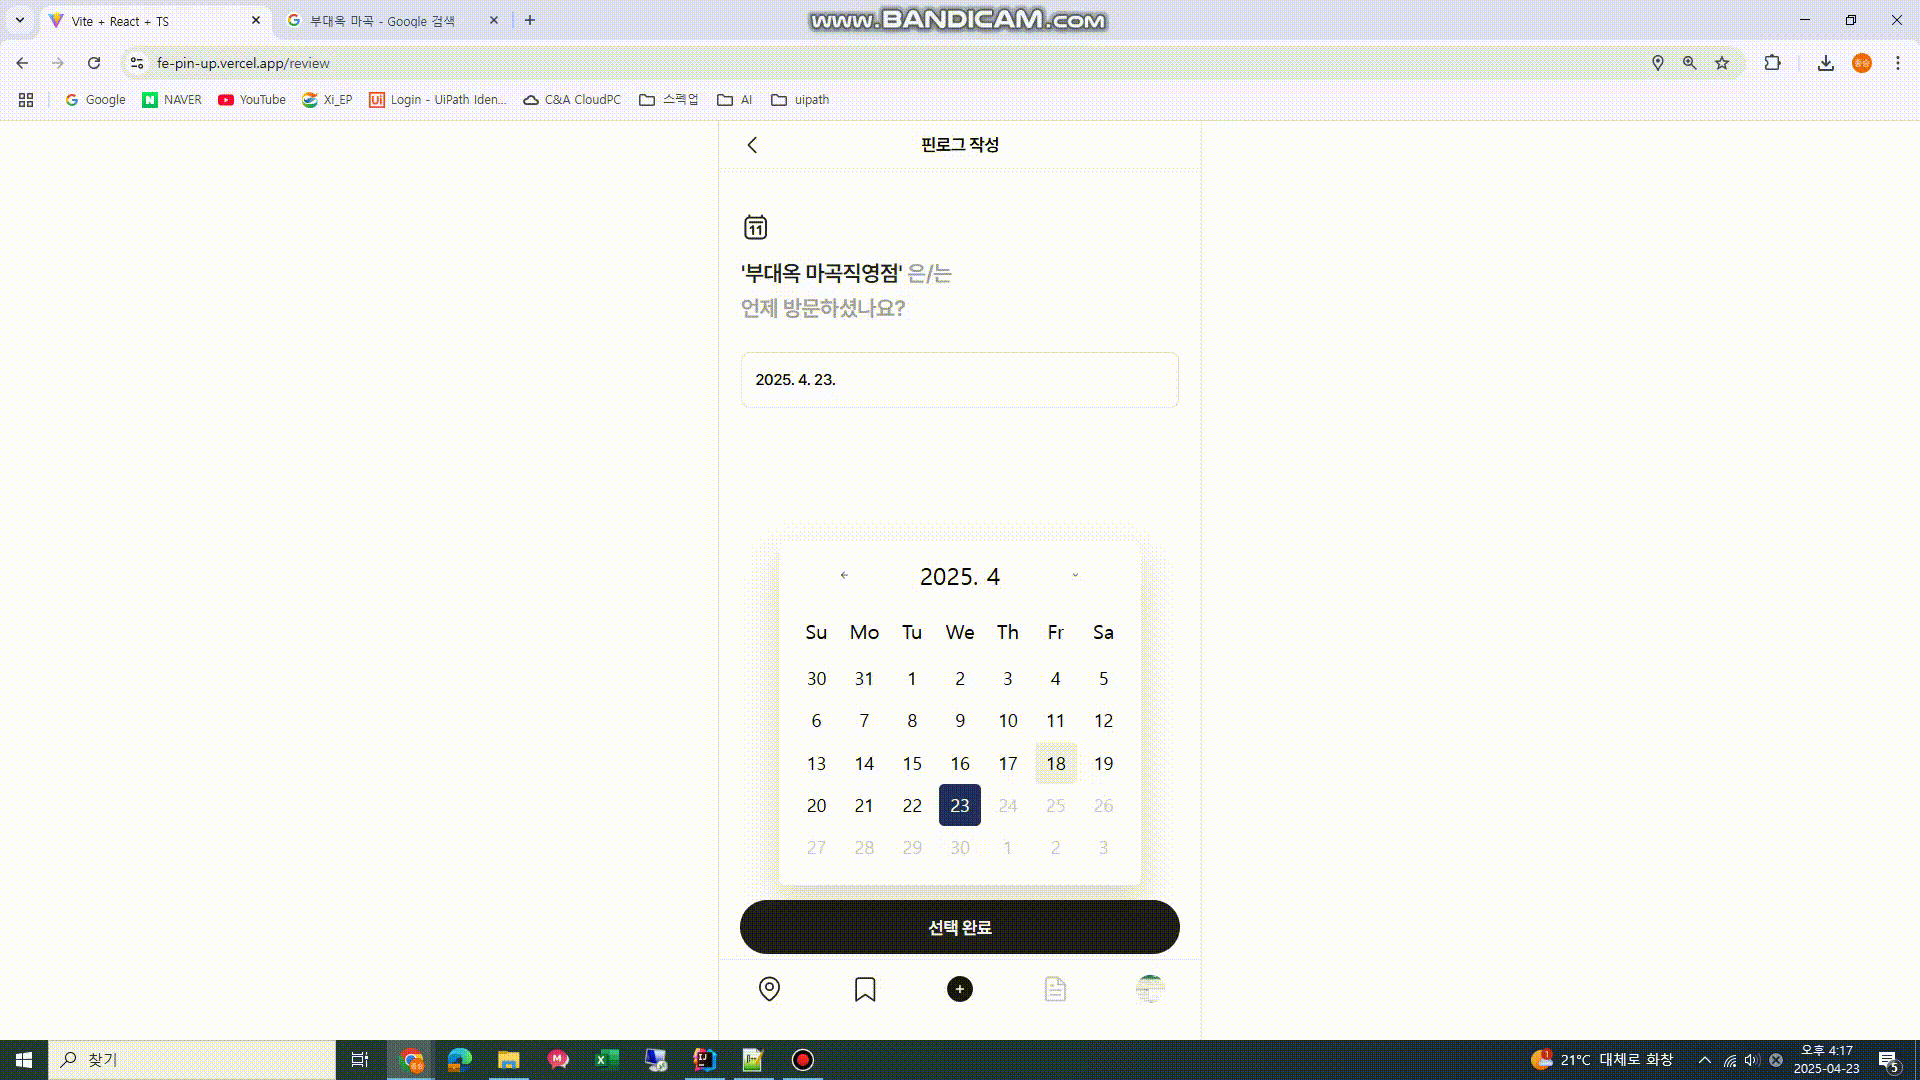 Vite + React + TS
부대옥 마곡 - Google 검색
www.BANDICAM.com
fe-pin-up.vercel.app/review
종승
Google
NAVER
YouTube
Xi_EP
Login - UiPath Iden...
C&A CloudPC
스펙업
AI
uipath
핀로그 작성
11
'부대옥 마곡직영점' 은/는
언제 방문하셨나요?
2025. 4. 23.
2025. 4
Su Mo Tu We Th Fr Sa
30 31 1 2 3 4 5
6 7 8 9 10 11 12
13 14 15 16 17 18 19
20 21 22 23 24 25 26
27 28 29 30 1 2 3
선택 완료
찾기
21°C 대체로 화창
오후 4:17
2025-04-23
5